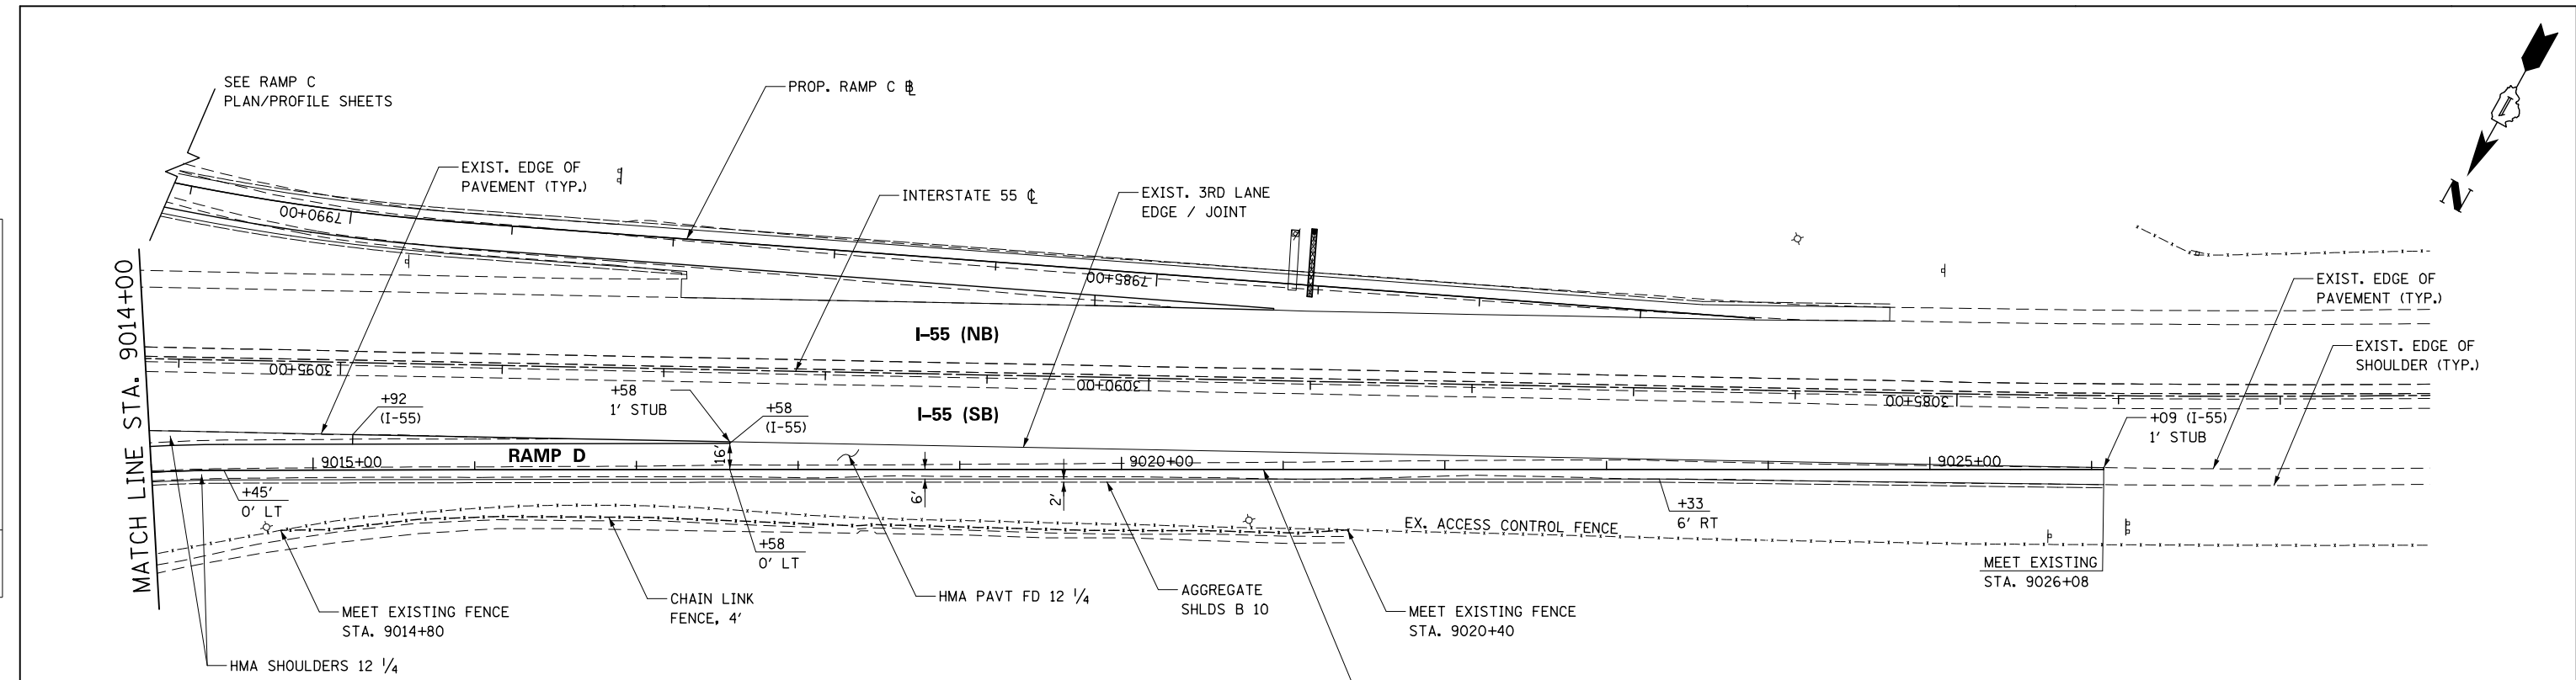 SEE RAMP C
PLAN/PROFILE SHEETS
PROP. RAMP C ⅊
EXIST. EDGE OF
PAVEMENT (TYP.)
INTERSTATE 55 ℄
EXIST. 3RD LANE
EDGE / JOINT
N
7990+00
7985+00
EXIST. EDGE OF
PAVEMENT (TYP.)
I-55 (NB)
EXIST. EDGE OF
SHOULDER (TYP.)
MATCH LINE STA. 9014+00
3095+00
3090+00
3085+00
+92
(I-55)
+58
1' STUB
+58
(I-55)
I-55 (SB)
+09 (I-55)
1' STUB
16'
RAMP D
9015+00
9020+00
9025+00
+45'
0' LT
6'
2'
+33
6' RT
EX. ACCESS CONTROL FENCE
+58
0' LT
MEET EXISTING
STA. 9026+08
MEET EXISTING FENCE
STA. 9014+80
CHAIN LINK
FENCE, 4'
HMA PAVT FD 12 1/4
AGGREGATE
SHLDS B 10
MEET EXISTING FENCE
STA. 9020+40
HMA SHOULDERS 12 1/4